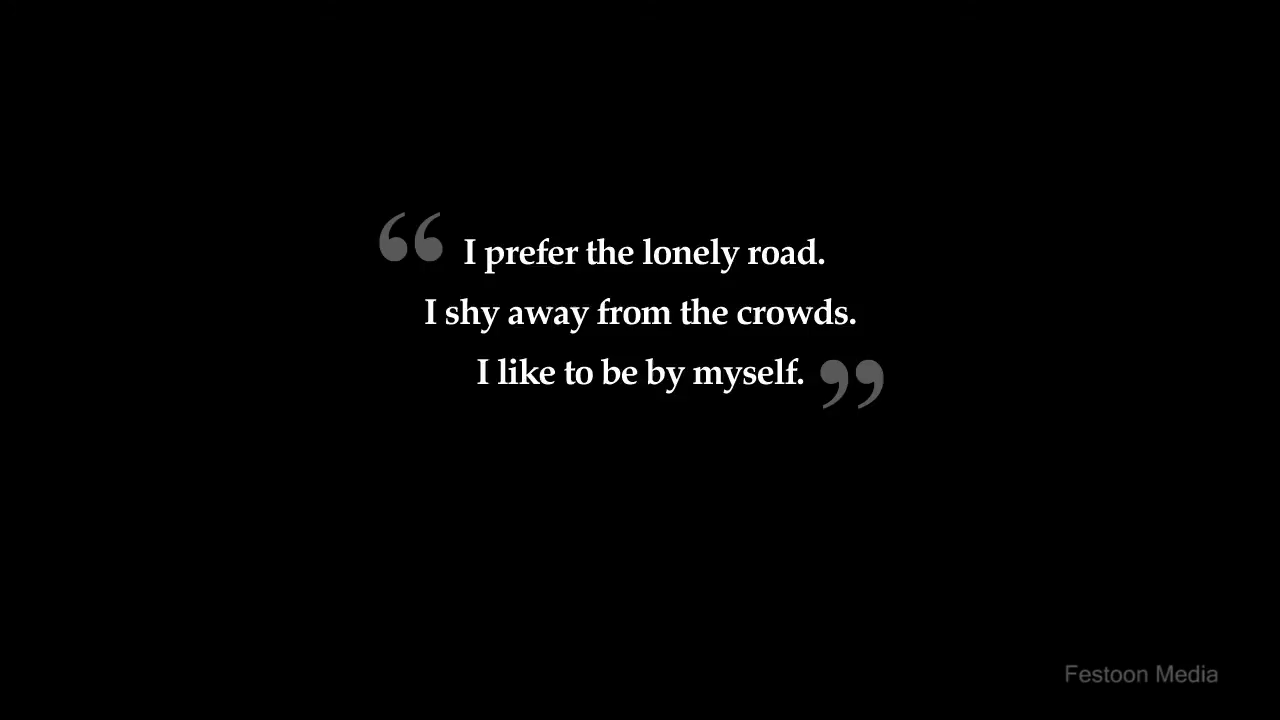 “ I prefer the lonely road.
I shy away from the crowds.
I like to be by myself. ”
Festoon Media